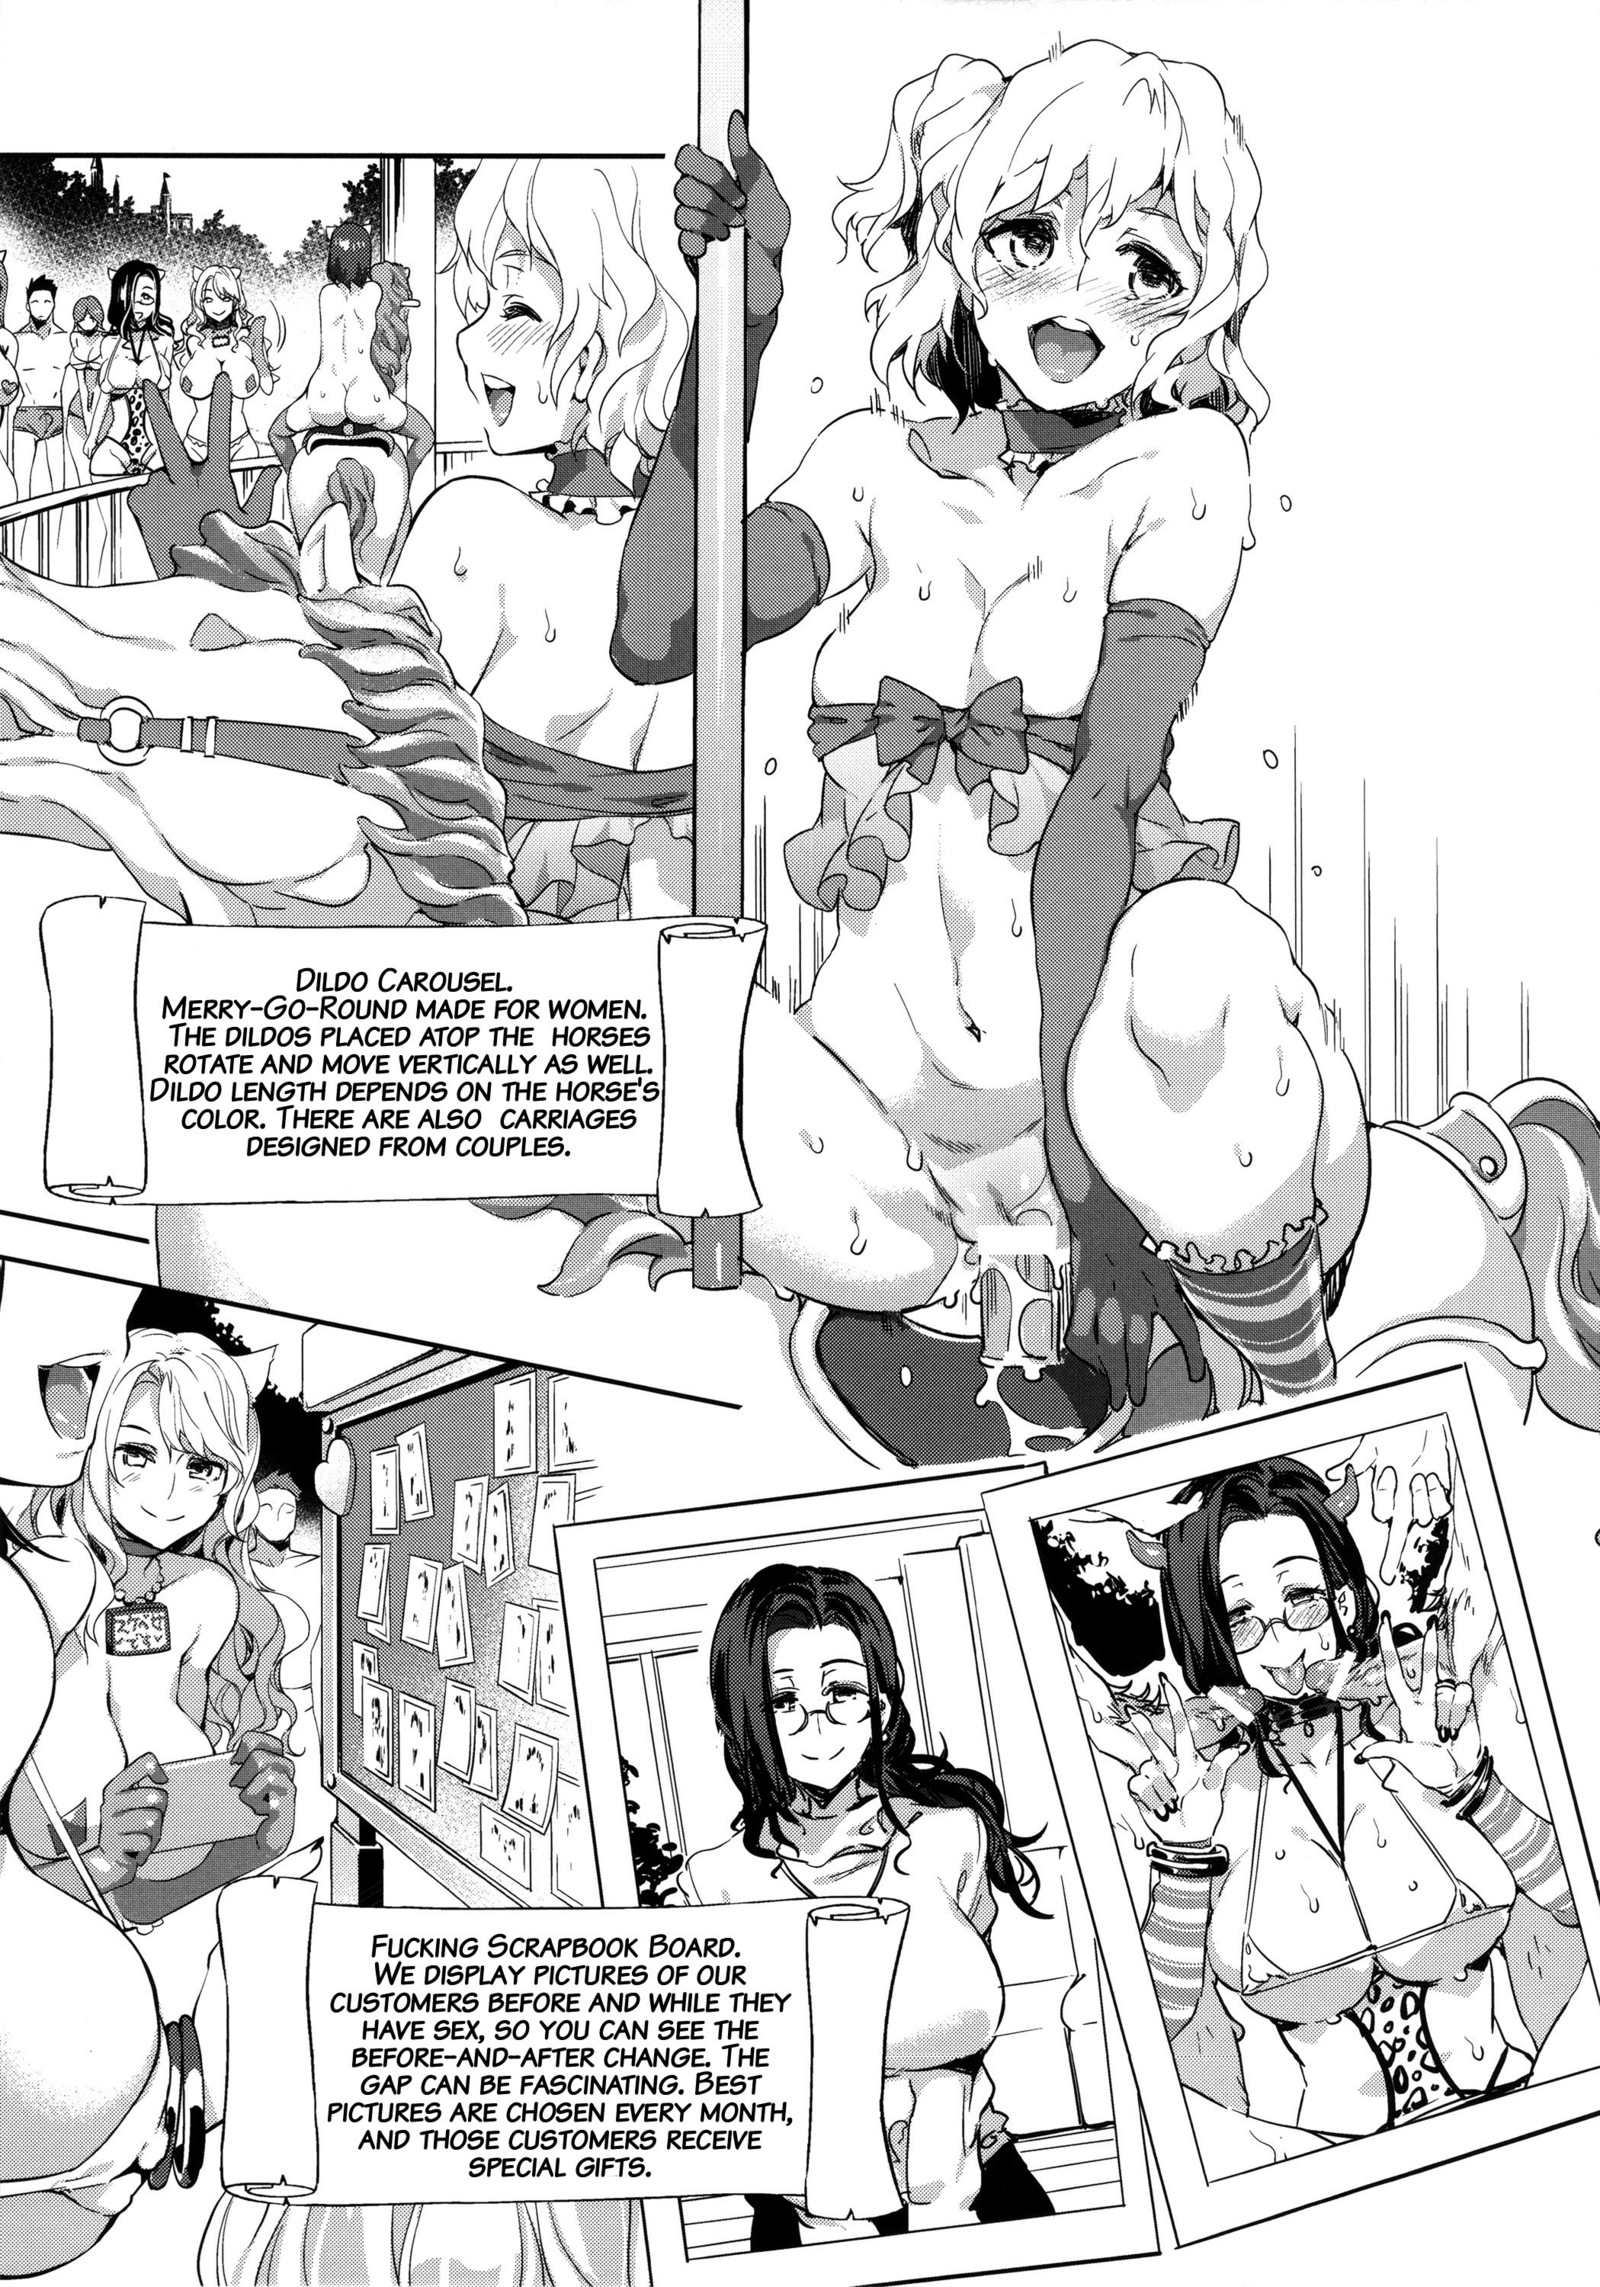 Dildo Carousel.
Merry-Go-Round made for women.
The dildos placed atop the horses
rotate and move vertically as well.
Dildo length depends on the horse's
color. There are also carriages
designed from couples.
Fucking Scrapbook Board.
We display pictures of our
customers before and while they
have sex, so you can see the
before-and-after change. The
gap can be fascinating. Best
pictures are chosen every month,
and those customers receive
special gifts.